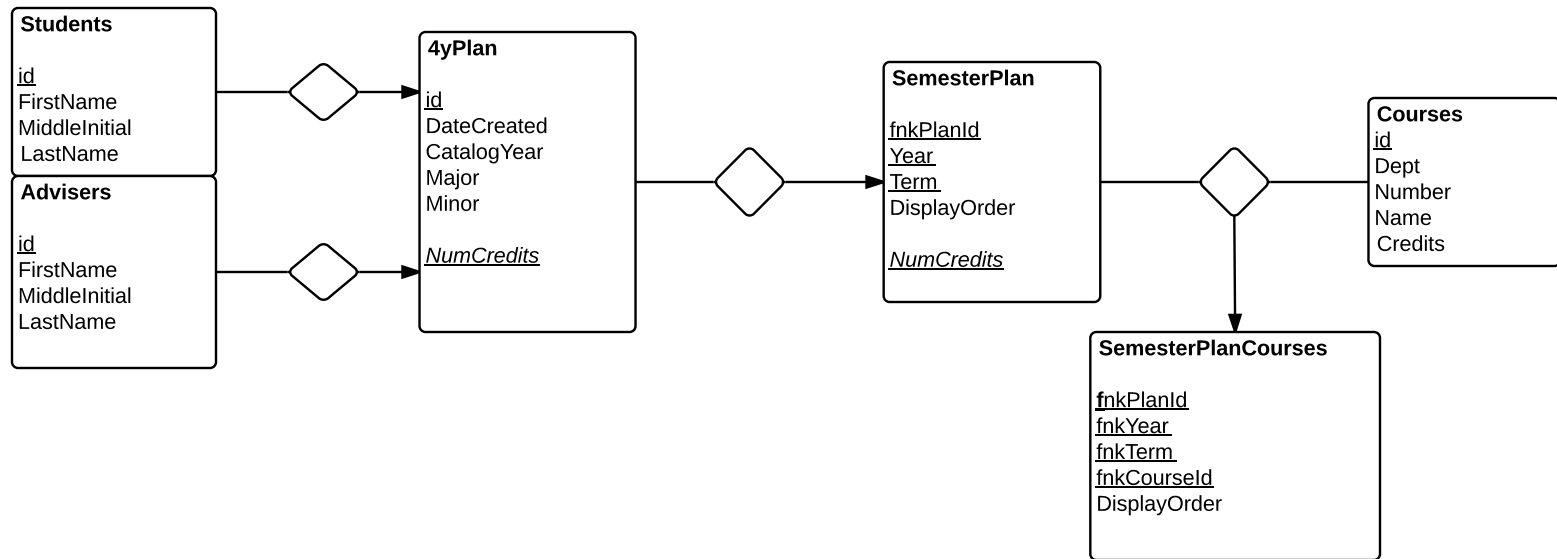 Students
id
FirstName
MiddleInitial
LastName
Advisers
id
FirstName
MiddleInitial
LastName
4yPlan
id
DateCreated
CatalogYear
Major
Minor
NumCredits
SemesterPlan
fnkPlanId
Year
Term
DisplayOrder
NumCredits
Courses
id
Dept
Number
Name
Credits
SemesterPlanCourses
fnkPlanId
fnkYear
fnkTerm
fnkCourseId
DisplayOrder